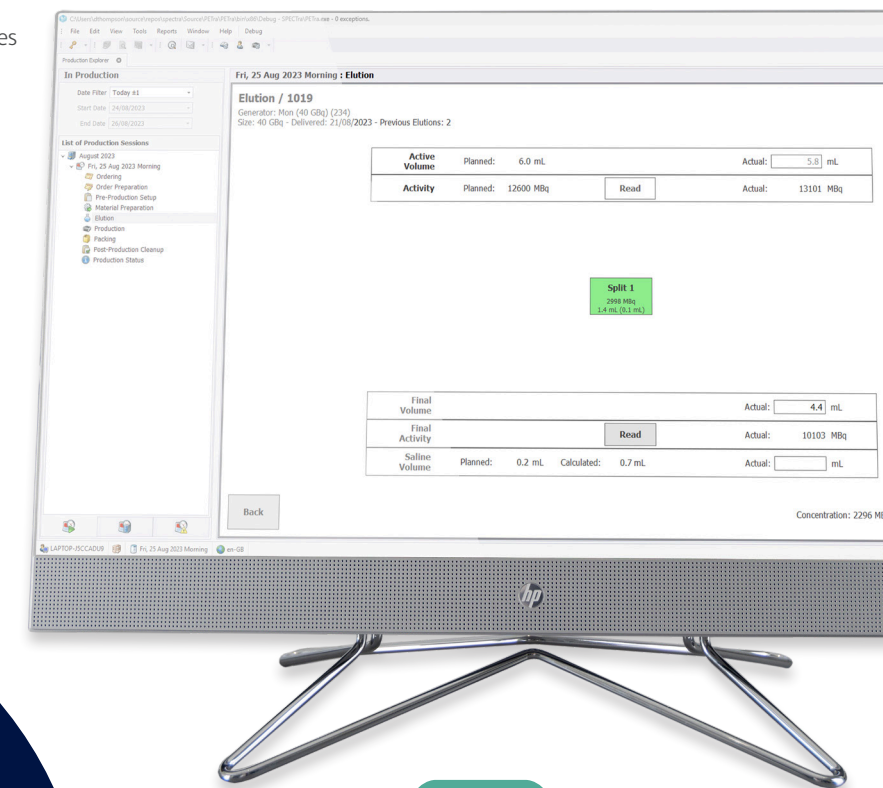 es
C:\Users\dthompson\source\repos\spectre\Source\PETra\PETra\bin\x86\Debug - SPECTre/PETra.exe - 0 exceptions.
File Edit View Tools Reports Window Help Debug
Production Explorer
In Production
Date Filter Today ±1
Start Date 24/08/2023
End Date 26/08/2023
List of Production Sessions
August 2023
Fri, 25 Aug 2023 Morning
Ordering
Order Preparation
Pre-Production Setup
Material Preparation
Elution
Production
Packing
Post-Production Cleanup
Production Status
Fri, 25 Aug 2023 Morning : Elution
Elution / 1019
Generator: Mon (40 GBq) (234)
Size: 40 GBq - Delivered: 21/08/2023 - Previous Elutions: 2
Active Volume Planned: 6.0 mL Actual: 5.8 mL
Activity Planned: 12600 MBq Read Actual: 13101 MBq
Split 1
2998 MBq
1.4 mL (0.1 mL)
Final Volume Actual: 4.4 mL
Final Activity Read Actual: 10103 MBq
Saline Volume Planned: 0.2 mL Calculated: 0.7 mL Actual: mL
Back
Concentration: 2296 ME
LAPTOP-J5CCADU9 Fri, 25 Aug 2023 Morning en-GB
hp